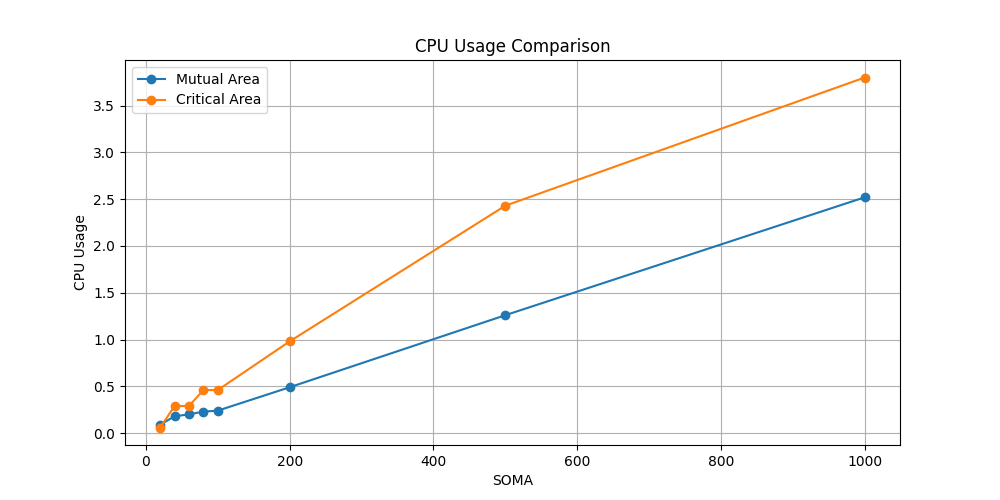 CPU Usage Comparison
Mutual Area
Critical Area
3.5
3.0
2.5
2.0
1.5
1.0
0.5
0.0
CPU Usage
0 200 400 600 800 1000
SOMA